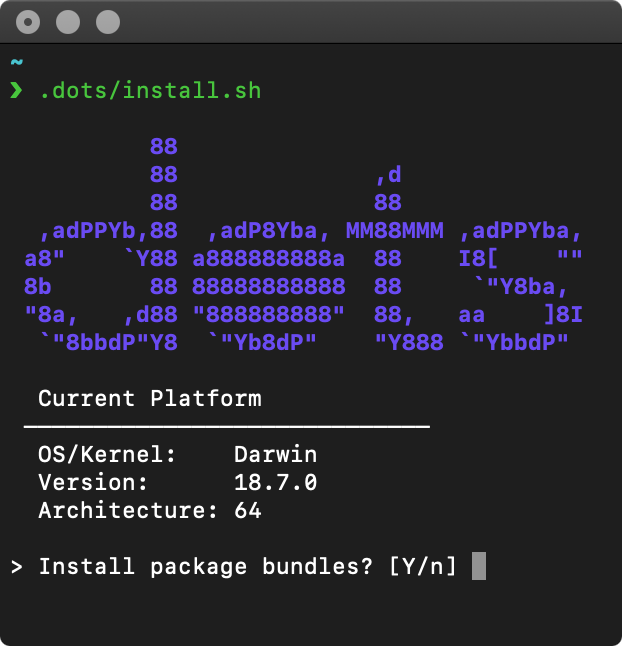 ~
❯ .dots/install.sh
         88
         88              ,d
         88              88
 ,adPPYb,88  ,adP8Yba, MM88MMM ,adPPYba,
a8"    `Y88 a888888888a  88    I8[    ""
8b       88 88888888888  88     `"Y8ba,
"8a,   ,d88 "888888888"  88,   aa    ]8I
 `"8bbdP"Y8  `"Yb8dP"    "Y888 `"YbbdP"
Current Platform
OS/Kernel:    Darwin
Version:      18.7.0
Architecture: 64
> Install package bundles? [Y/n]